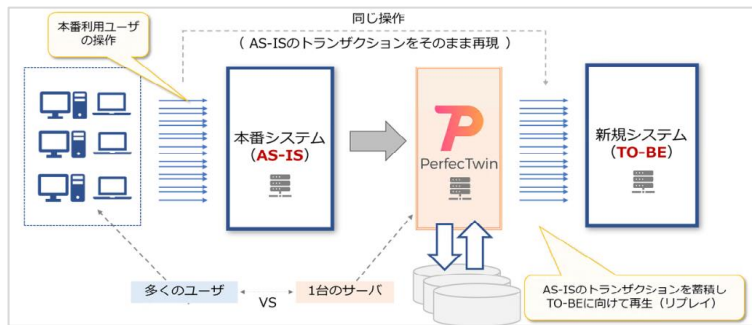 本番利用ユーザ
の操作
同じ操作
( AS-ISのトランザクションをそのまま再現 )
本番システム
(AS-IS)
PerfecTwin
新規システム
(TO-BE)
多くのユーザ
VS
1台のサーバ
AS-ISのトランザクションを蓄積し
TO-BEに向けて再生(リプレイ)